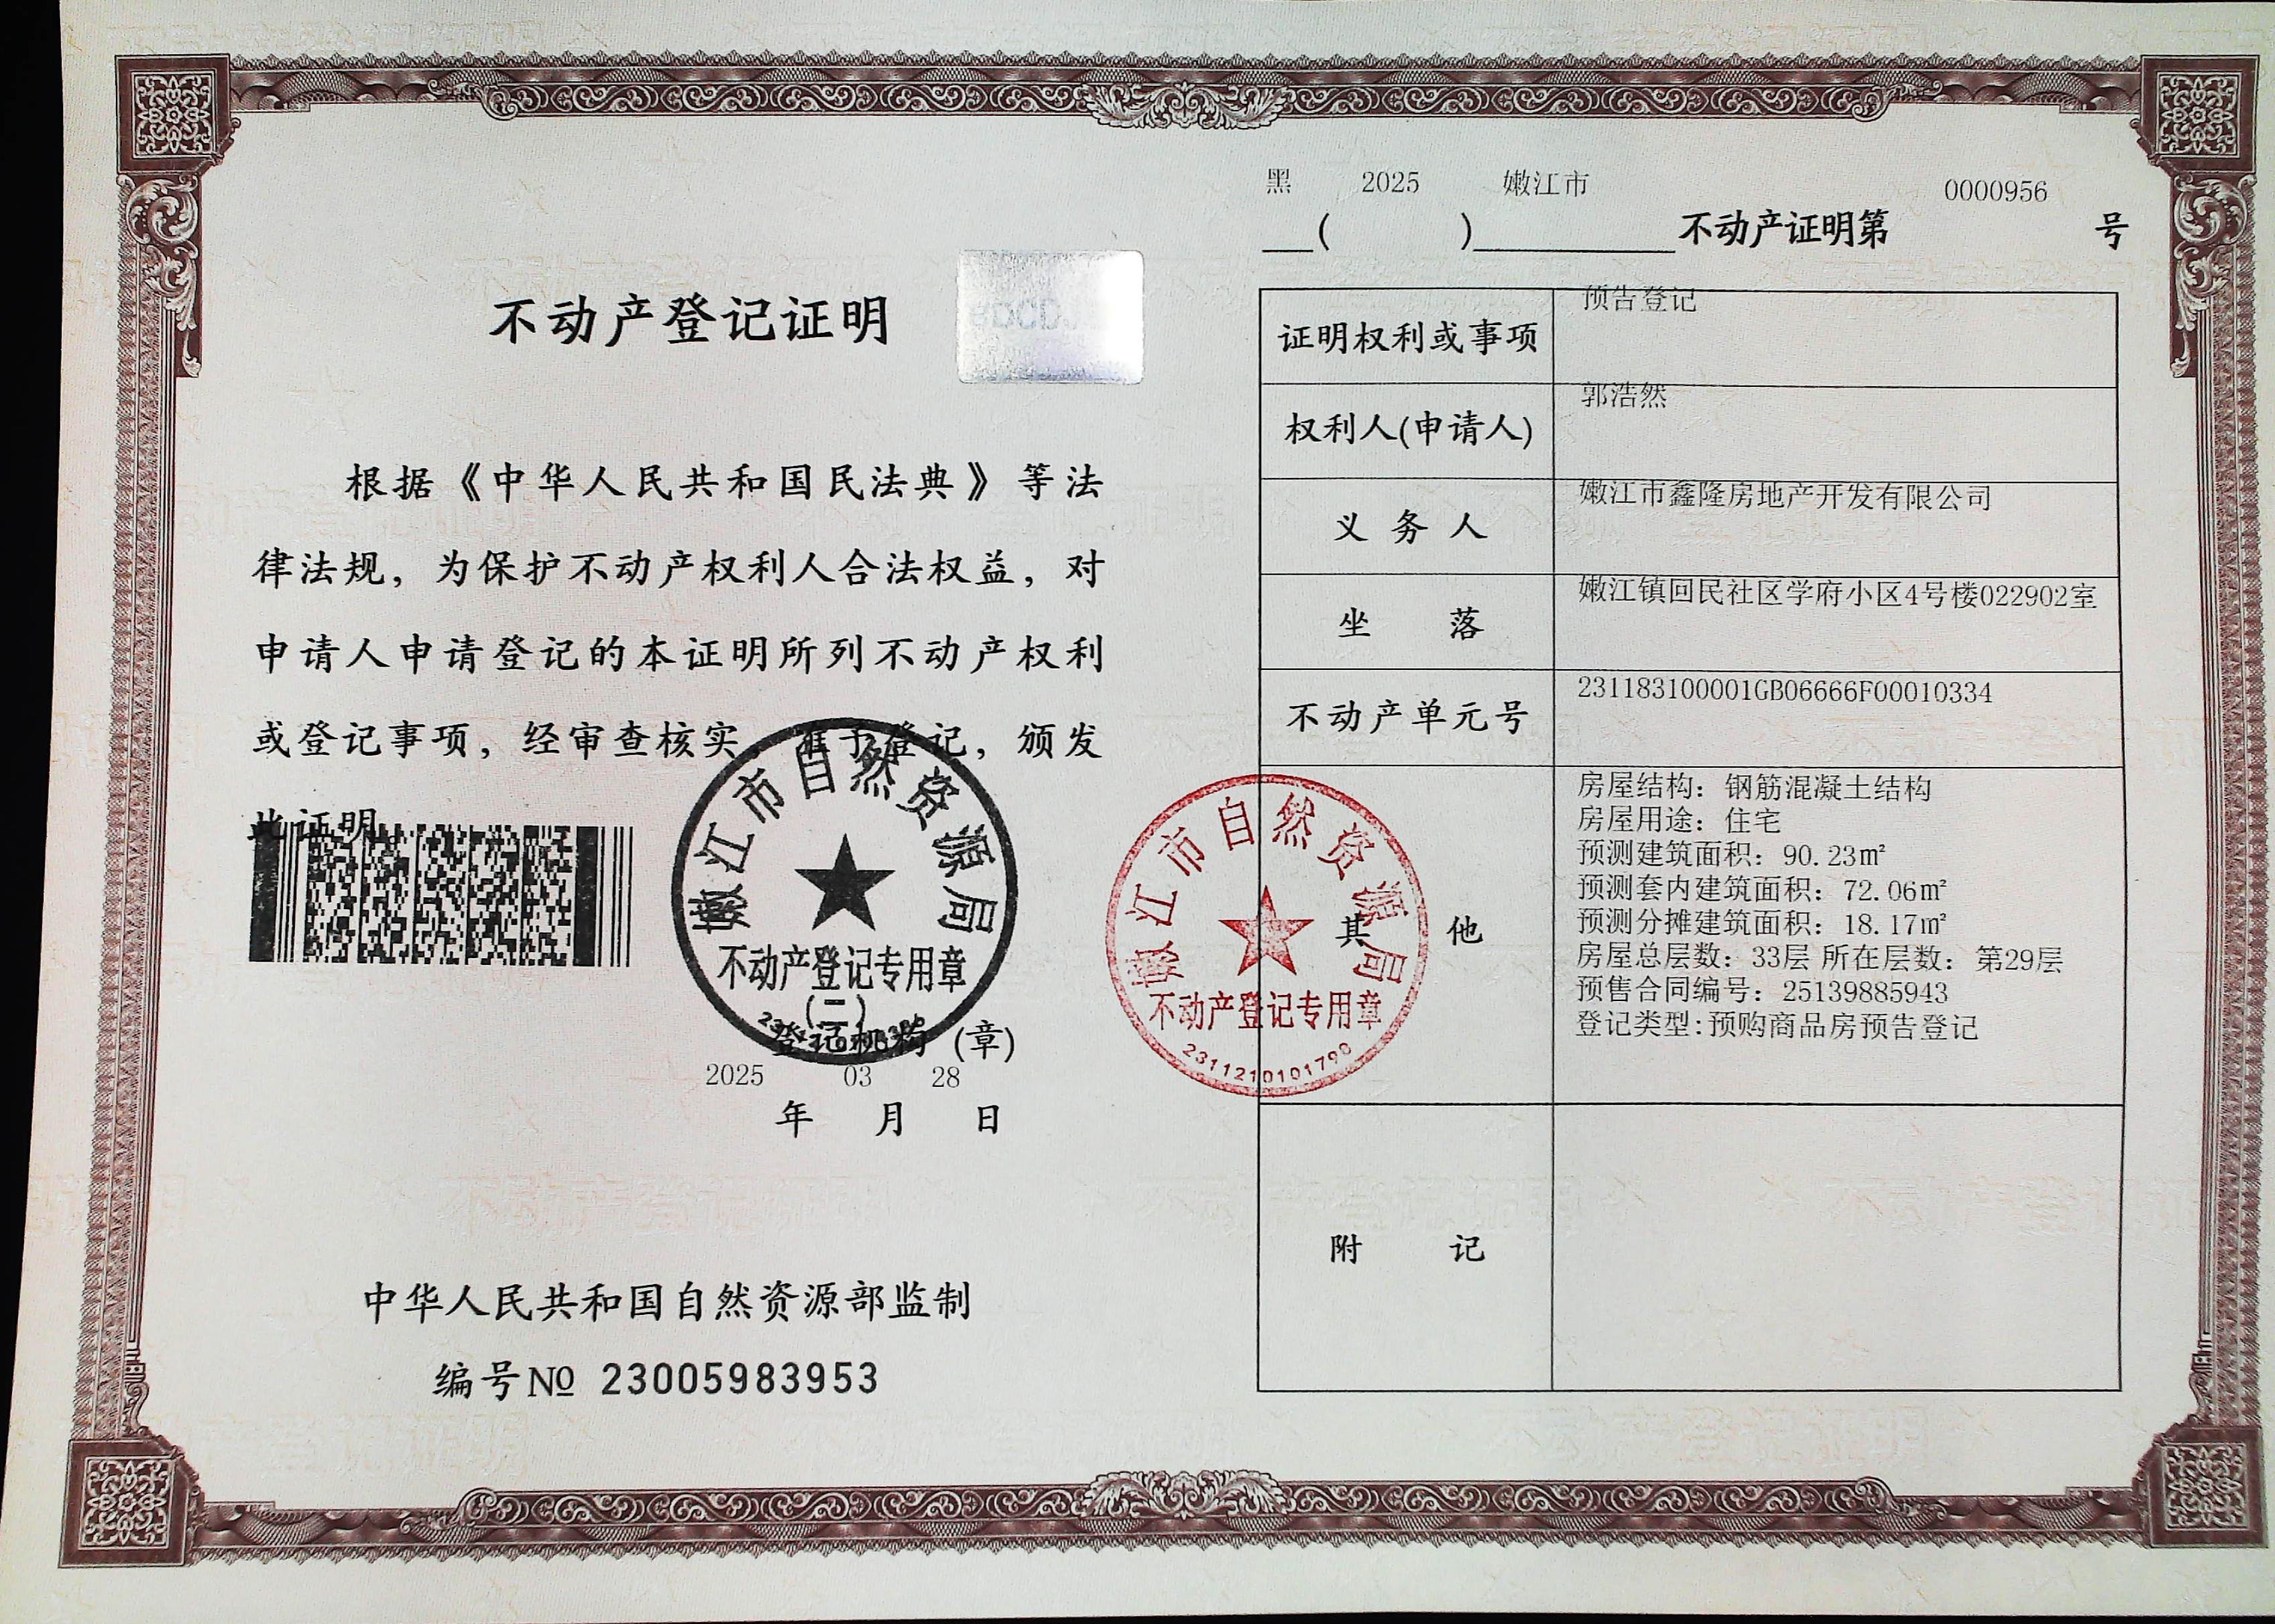 不动产登记证明
根据《中华人民共和国民法典》等法
律法规，为保护不动产权利人合法权益，对
申请人申请登记的本证明所列不动产权利
或登记事项，经审查核实，准予登记，颁发
此证明。
嫩江市自然资源局
不动产登记专用章
(二)
登记机构 (章)
2025 03 28
年 月 日
中华人民共和国自然资源部监制
编号№ 23005983953
黑 2025 嫩江市 0000956
( ) 不动产证明第 号
证明权利或事项 预告登记
权利人(申请人) 郭浩然
义务人 嫩江市鑫隆房地产开发有限公司
坐落 嫩江镇回民社区学府小区4号楼022902室
不动产单元号 231183100001GB06666F00010334
其他
房屋结构：钢筋混凝土结构
房屋用途：住宅
预测建筑面积：90.23㎡
预测套内建筑面积：72.06㎡
预测分摊建筑面积：18.17㎡
房屋总层数：33层 所在层数：第29层
预售合同编号：25139885943
登记类型:预购商品房预告登记
嫩江市自然资源局
不动产登记专用章
2311210101790
附记